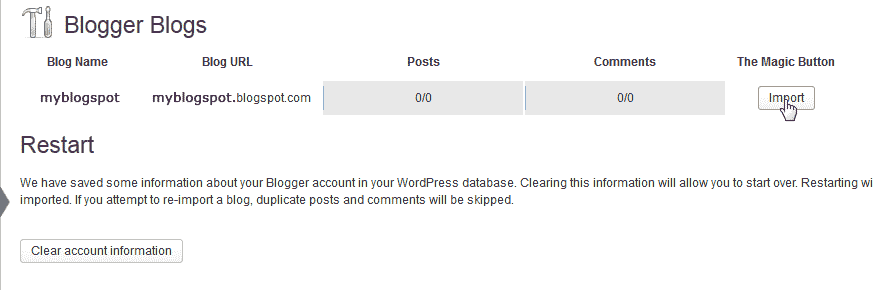 Blogger Blogs
Blog Name Blog URL Posts Comments The Magic Button
myblogspot myblogspot.blogspot.com 0/0 0/0 Import
Restart
We have saved some information about your Blogger account in your WordPress database. Clearing this information will allow you to start over. Restarting wi
imported. If you attempt to re-import a blog, duplicate posts and comments will be skipped.
Clear account information